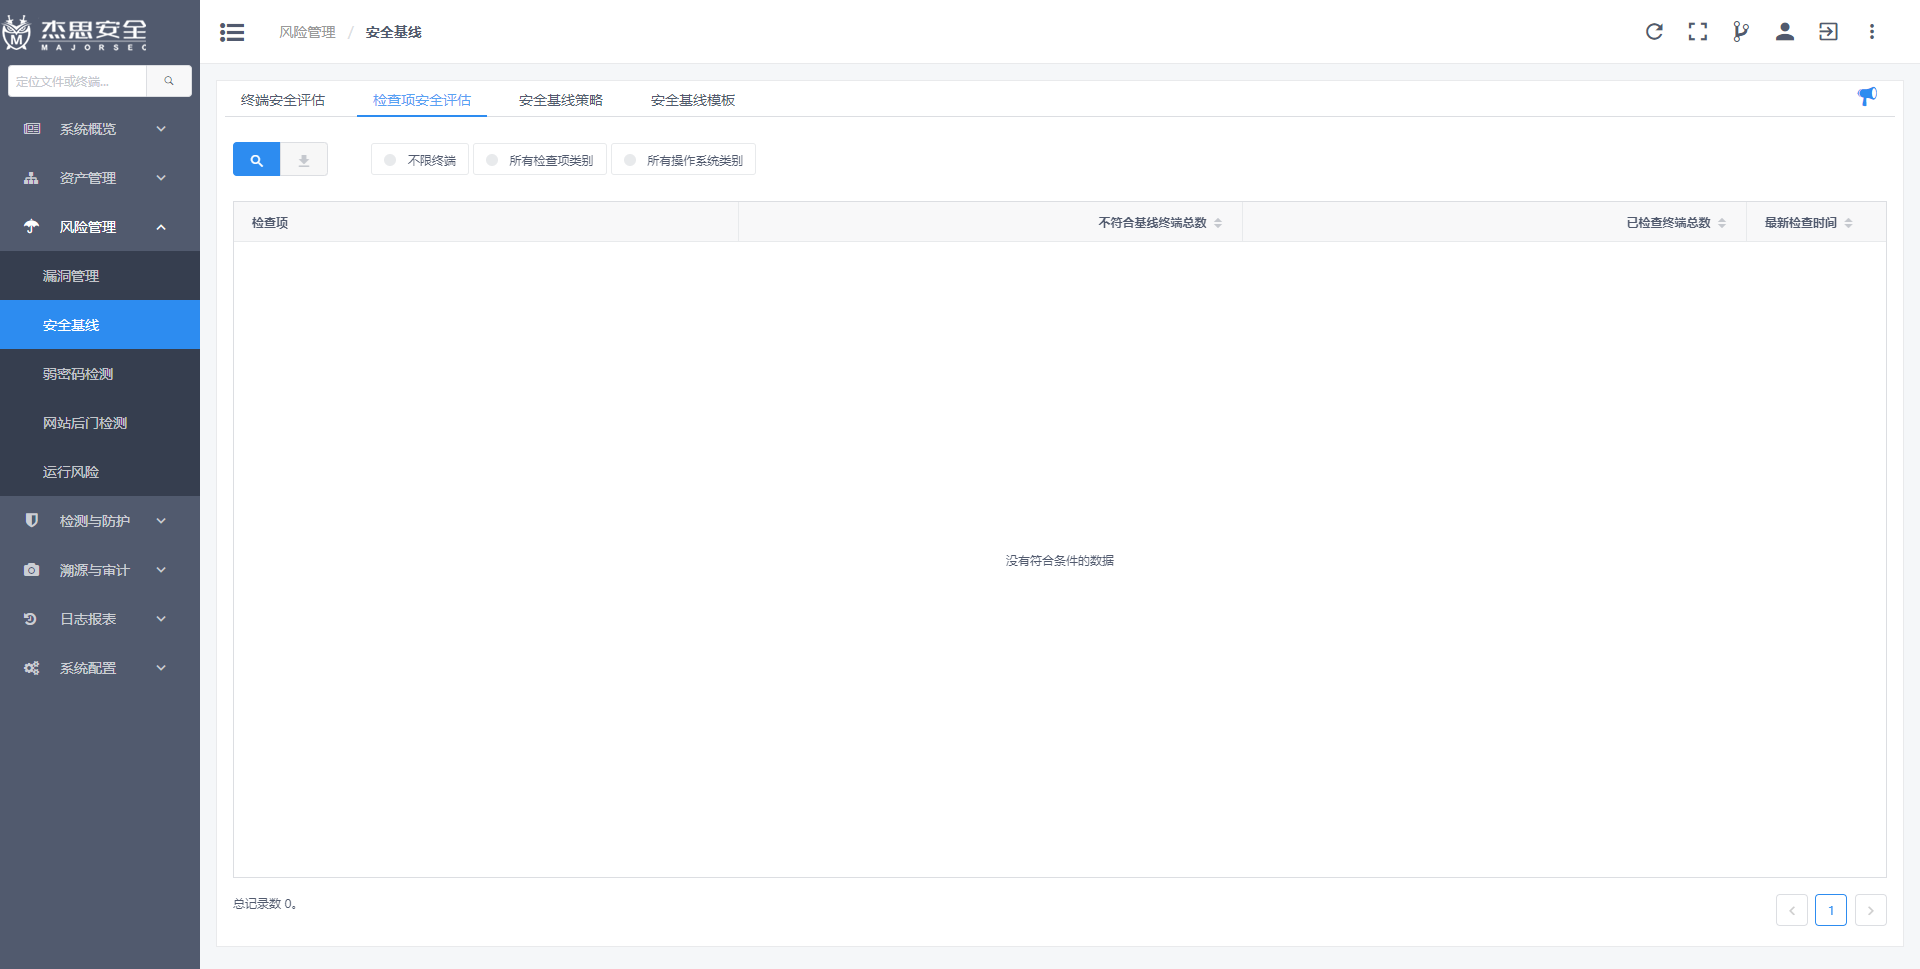 杰思安全
MAJORSEC
定位文件或终端...
系统概览
资产管理
风险管理
漏洞管理
安全基线
弱密码检测
网站后门检测
运行风险
检测与防护
溯源与审计
日志报表
系统配置
风险管理 / 安全基线
终端安全评估 检查项安全评估 安全基线策略 安全基线模板
不限终端 所有检查项类别 所有操作系统类别
检查项 不符合基线终端总数 已检查终端总数 最新检查时间
没有符合条件的数据
总记录数 0。
1